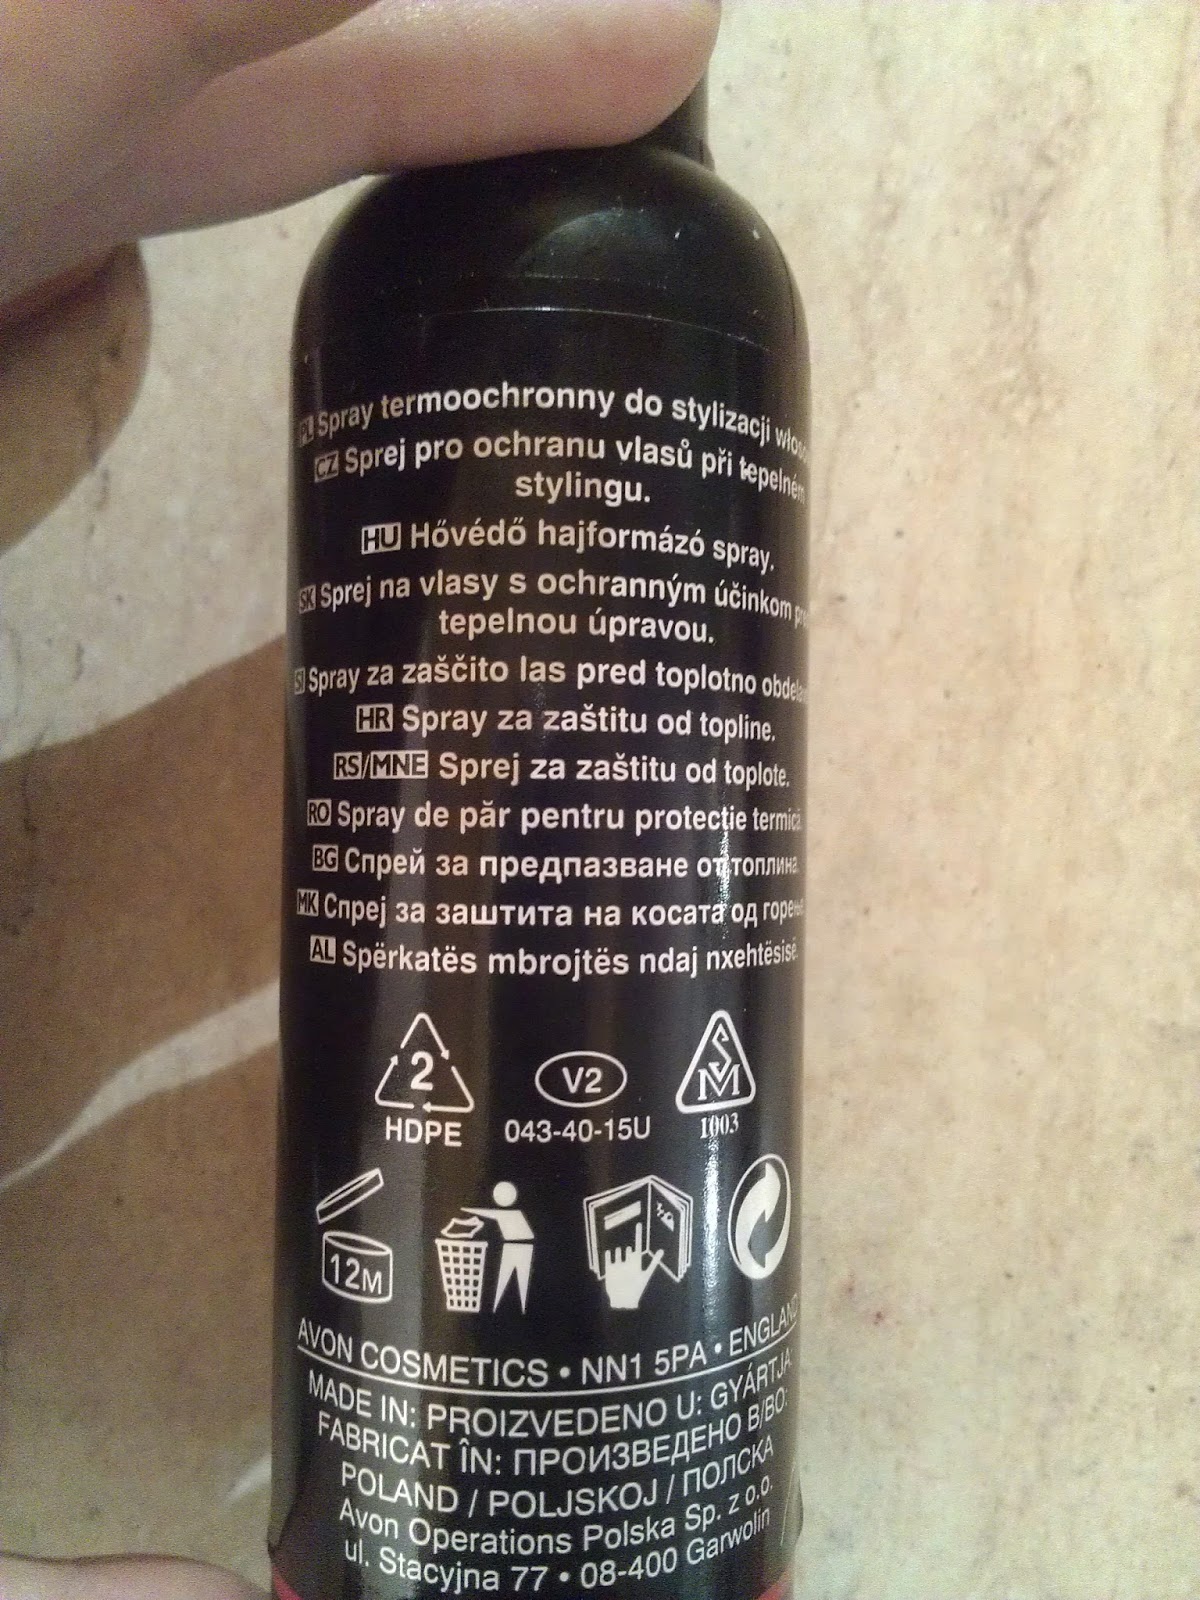 PL Spray termoochronny do stylizacji
CZ Sprej pro ochranu vlasů při tepelném
stylingu.
HU Hővédő hajformázó spray.
SK Sprej na vlasy s ochranným účinkom
tepelnou úpravou.
SI Spray za zaščito las pred toplotno
HR Spray za zaštitu od topline.
RS/MNE Sprej za zaštitu od toplote.
RO Spray de păr pentru protecție termică.
BG Спрей за предпазване от топлина.
MK Спреј за заштита на косата од
AL Spërkatës mbrojtës ndaj nxehtësisë.
2
HDPE
V2
043-40-15U
SM
1003
12M
AVON COSMETICS • NN1 5PA • ENGLAND
MADE IN: PROIZVEDENO U: GYÁRTJA:
FABRICAT ÎN: ПРОИЗВЕДЕНО В/ВО:
POLAND / POLJSKOJ / ПОЛСКА
Avon Operations Polska Sp. z o.o.
ul. Stacyjna 77 • 08-400 Garwolin